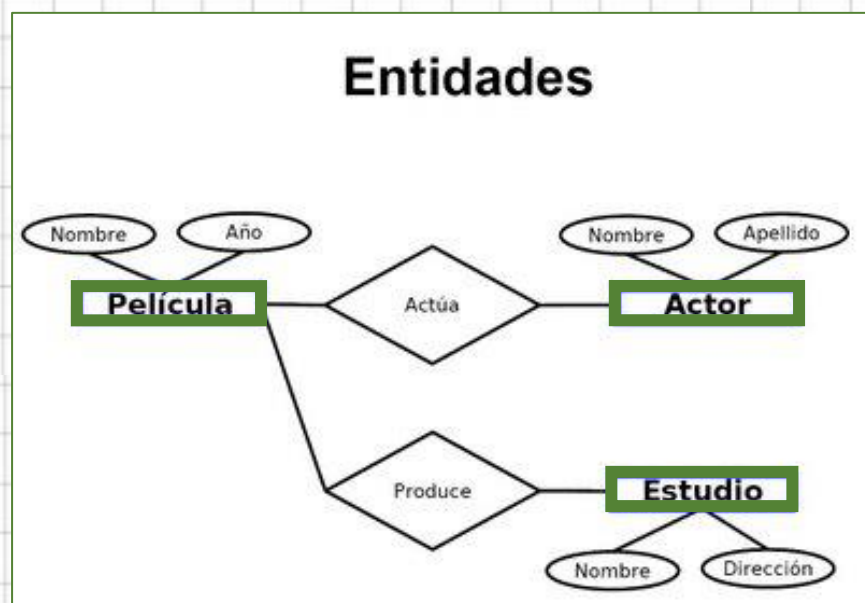 Entidades
Nombre
Año
Nombre
Apellido
Película
Actúa
Actor
Produce
Estudio
Nombre
Dirección